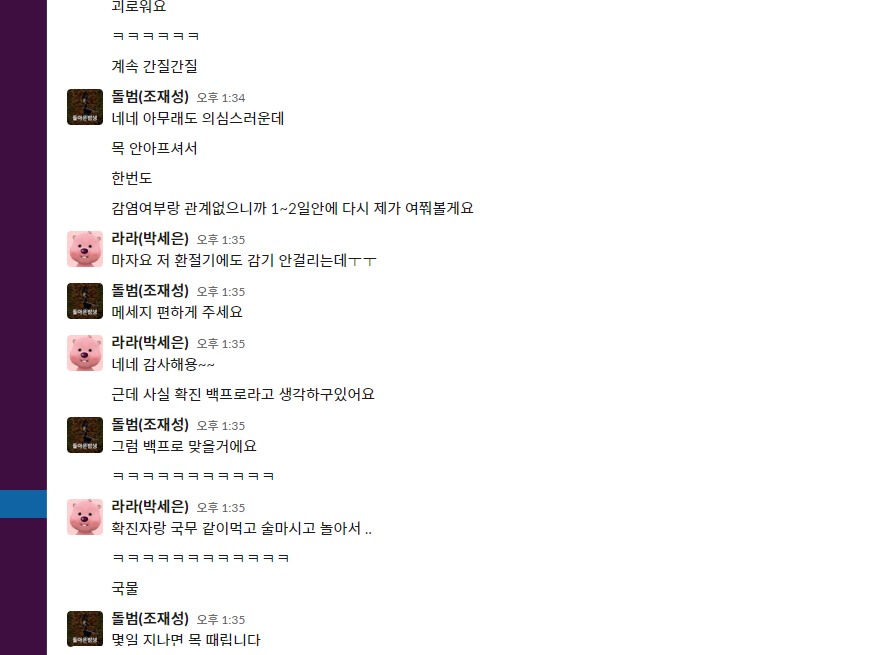 괴로워요
ㅋㅋㅋㅋㅋㅋ
계속 간질간질
돌범(조재성) 오후 1:34
네네 아무래도 의심스러운데
목 안아프셔서
한번도
감염여부랑 관계없으니까 1~2일안에 다시 제가 여쭤볼게요
라라(박세은) 오후 1:35
마자요 저 환절기에도 감기 안걸리는데ㅜㅜ
돌범(조재성) 오후 1:35
메세지 편하게 주세요
라라(박세은) 오후 1:35
네네 감사해용~~
근데 사실 확진 백프로라고 생각하구있어요
돌범(조재성) 오후 1:35
그럼 백프로 맞을거에요
ㅋㅋㅋㅋㅋㅋㅋㅋㅋㅋㅋ
라라(박세은) 오후 1:35
확진자랑 국무 같이먹고 술마시고 놀아서 ..
ㅋㅋㅋㅋㅋㅋㅋㅋㅋㅋㅋㅋ
국물
돌범(조재성) 오후 1:35
몇일 지나면 목 때립니다